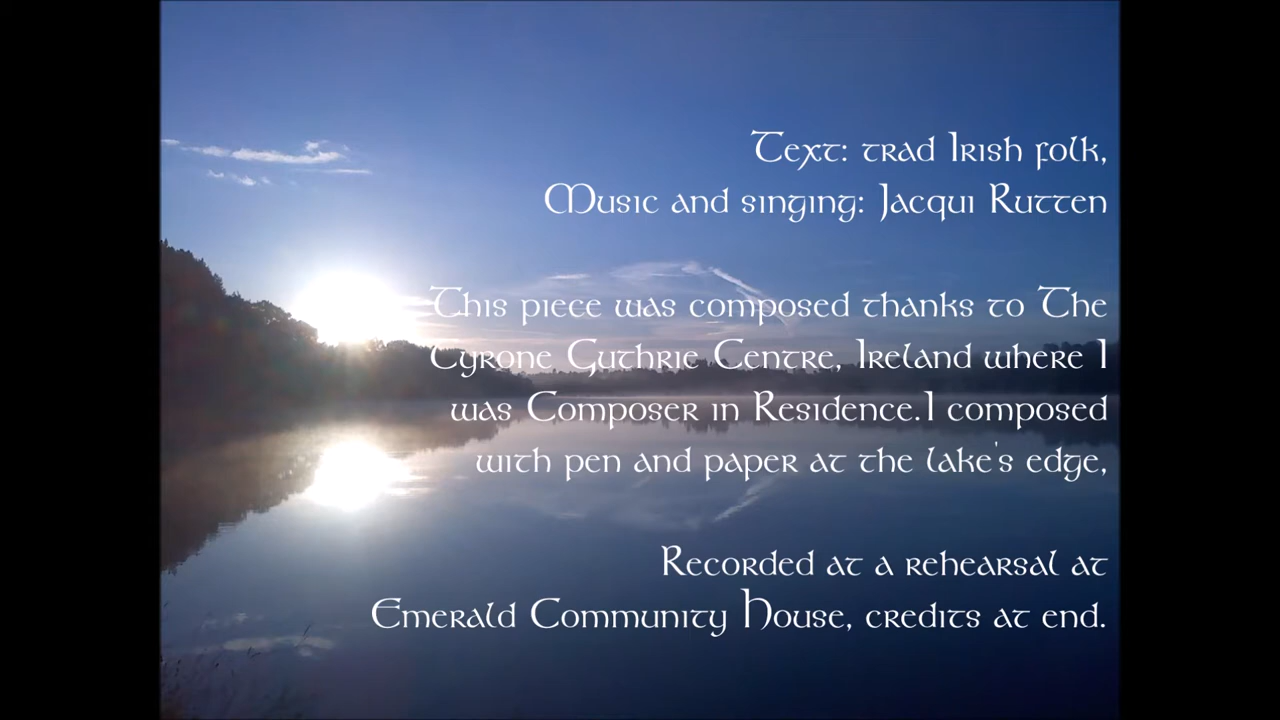 Text: trad Irish folk,
Music and singing: Jacqui Rutten
This piece was composed thanks to The
Tyrone Guthrie Centre, Ireland where I
was Composer in Residence.I composed
with pen and paper at the lake's edge,
Recorded at a rehearsal at
Emerald Community House, credits at end.